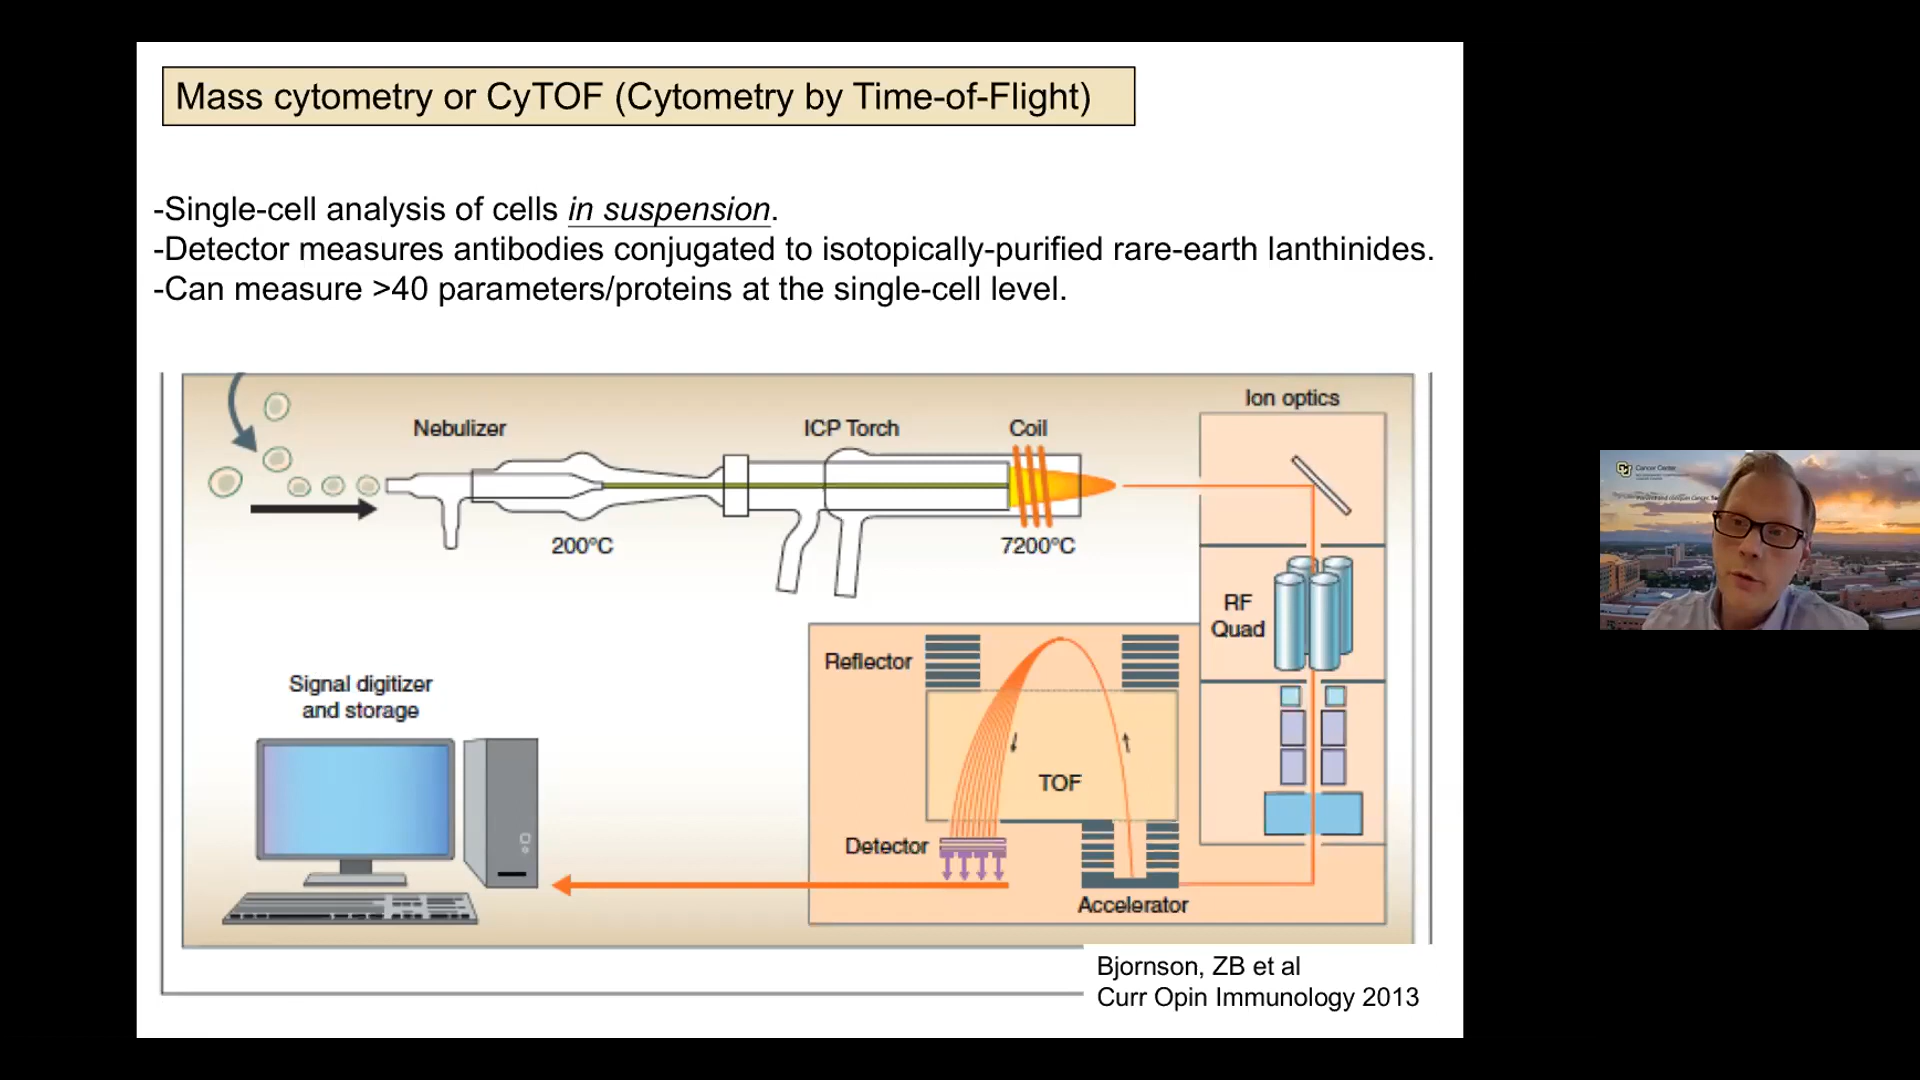 Mass cytometry or CyTOF (Cytometry by Time-of-Flight)
-Single-cell analysis of cells in suspension.
-Detector measures antibodies conjugated to isotopically-purified rare-earth lanthinides.
-Can measure >40 parameters/proteins at the single-cell level.
Ion optics
Nebulizer
ICP Torch
Coil
200°C
7200°C
RF
Quad
Reflector
Signal digitizer
and storage
TOF
Detector
Accelerator
Bjornson, ZB et al
Curr Opin Immunology 2013
Cancer Center